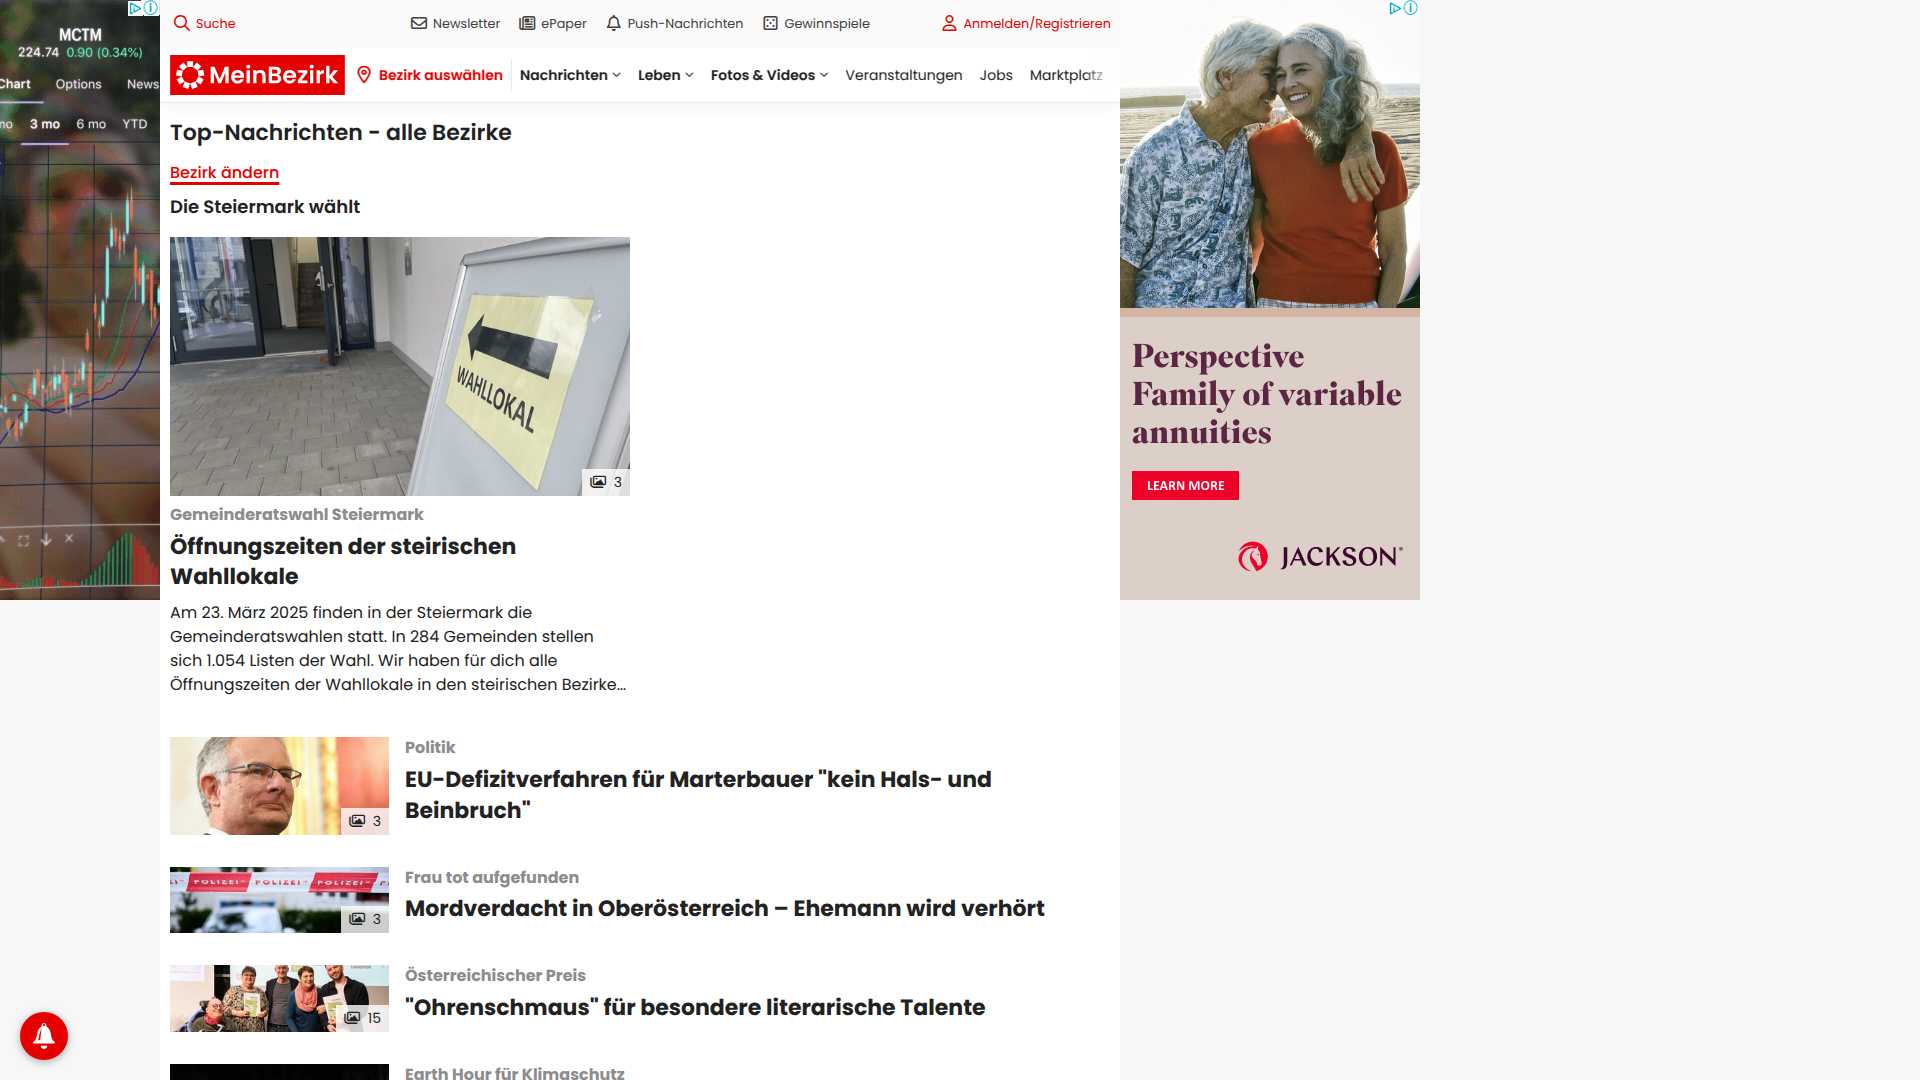 Suche
Newsletter
ePaper
Push-Nachrichten
Gewinnspiele
Anmelden/Registrieren
MeinBezirk
Bezirk auswählen
Nachrichten
Leben
Fotos & Videos
Veranstaltungen
Jobs
Marktplatz
MCTM
224.74 0.90 (0.34%)
Chart Options News
mo 3 mo 6 mo YTD
Top-Nachrichten - alle Bezirke
Bezirk ändern
Die Steiermark wählt
WAHLLOKAL
3
Gemeinderatswahl Steiermark
Öffnungszeiten der steirischen
Wahllokale
Am 23. März 2025 finden in der Steiermark die
Gemeinderatswahlen statt. In 284 Gemeinden stellen
sich 1.054 Listen der Wahl. Wir haben für dich alle
Öffnungszeiten der Wahllokale in den steirischen Bezirke...
3
Politik
EU-Defizitverfahren für Marterbauer "kein Hals- und
Beinbruch"
POLIZEI POLIZEI
3
Frau tot aufgefunden
Mordverdacht in Oberösterreich – Ehemann wird verhört
15
Österreichischer Preis
"Ohrenschmaus" für besondere literarische Talente
Earth Hour für Klimaschutz
Perspective
Family of variable
annuities
LEARN MORE
JACKSON®